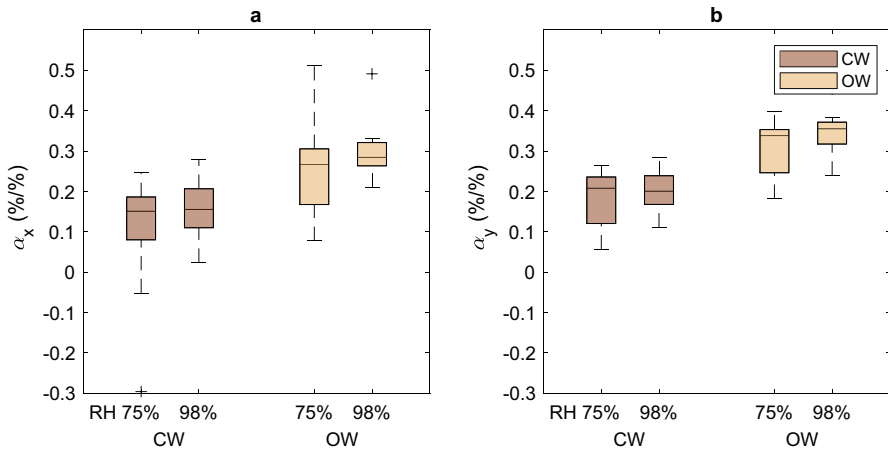 a
0.5
0.4
0.3
0.2
0.1
0
-0.1
-0.2
-0.3
αx (%/%)
RH 75% 98% 75% 98%
CW OW
b
CW
OW
0.5
0.4
0.3
0.2
0.1
0
-0.1
-0.2
-0.3
αy (%/%)
RH 75% 98% 75% 98%
CW OW